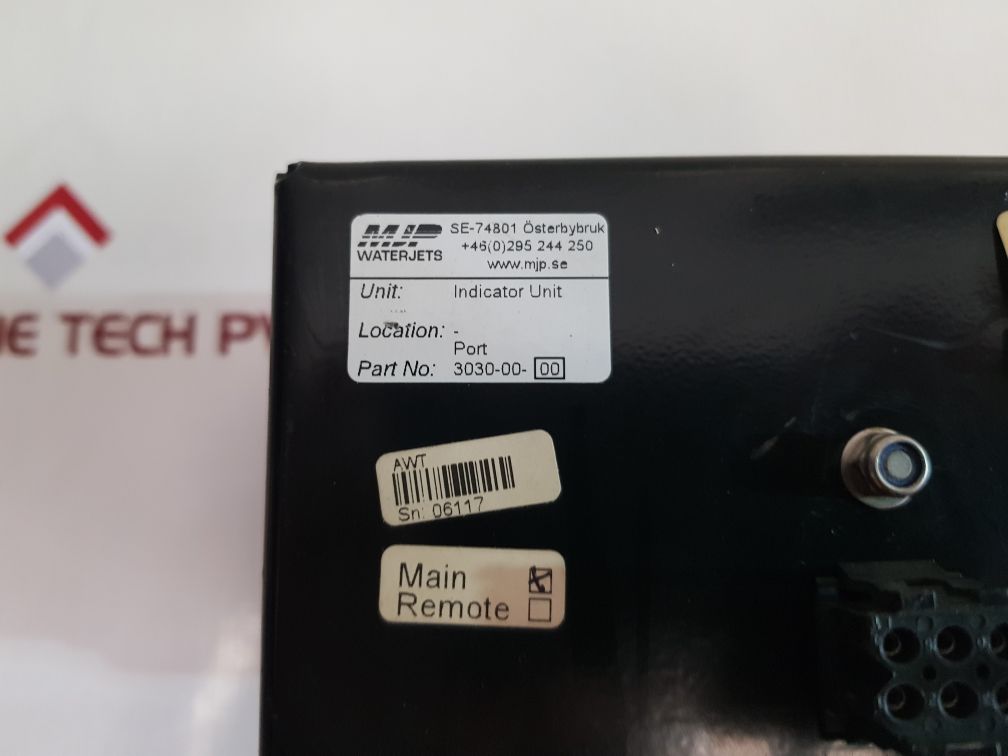 MJP WATERJETS
SE-74801 Österbybruk
+46(0)295 244 250
www.mjp.se
Unit: Indicator Unit
Location: -
Port
Part No: 3030-00- 00
AWT
Sn: 06117
Main
Remote
TECH